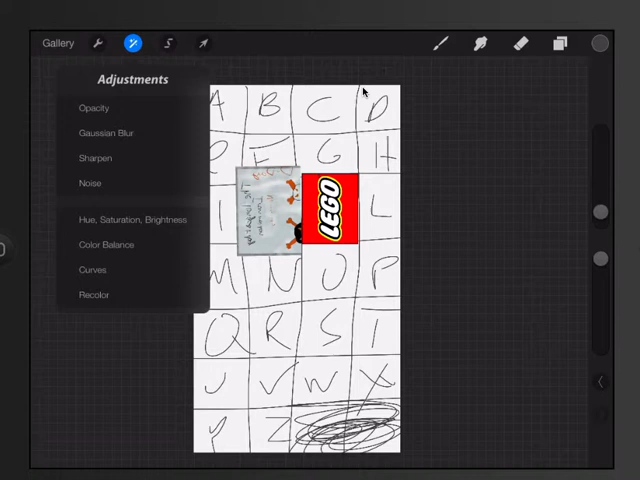 Gallery
Adjustments
Opacity
Gaussian Blur
Sharpen
Noise
Hue, Saturation, Brightness
Color Balance
Curves
Recolor
A B C D
G H
LEGO
I L
M N O P
Q R S T
U V W X
Y Z